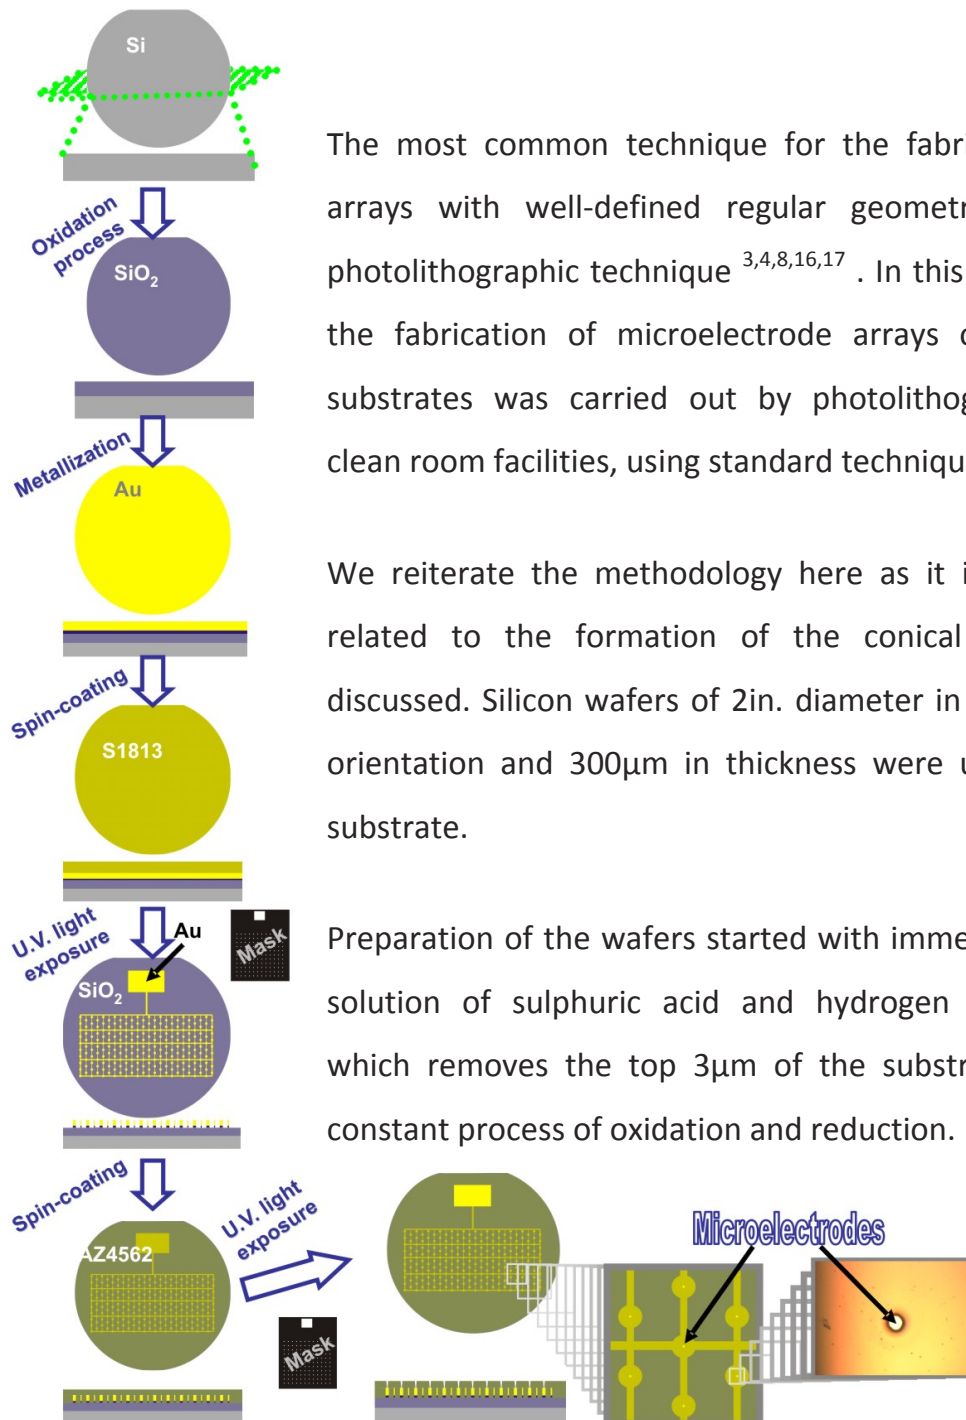 Si
Oxidation
process
SiO2
Metallization
Au
Spin-coating
S1813
U.V. light
exposure
Au
Mask
SiO2
Spin-coating
AZ4562
U.V. light
exposure
Mask
Microelectrodes
The most common technique for the fabri
arrays with well-defined regular geometr
photolithographic technique 3,4,8,16,17 . In this
the fabrication of microelectrode arrays
substrates was carried out by photolithog
clean room facilities, using standard techniqu
We reiterate the methodology here as it i
related to the formation of the conical
discussed. Silicon wafers of 2in. diameter in
orientation and 300µm in thickness were u
substrate.
Preparation of the wafers started with imme
solution of sulphuric acid and hydrogen
which removes the top 3µm of the substr
constant process of oxidation and reduction.